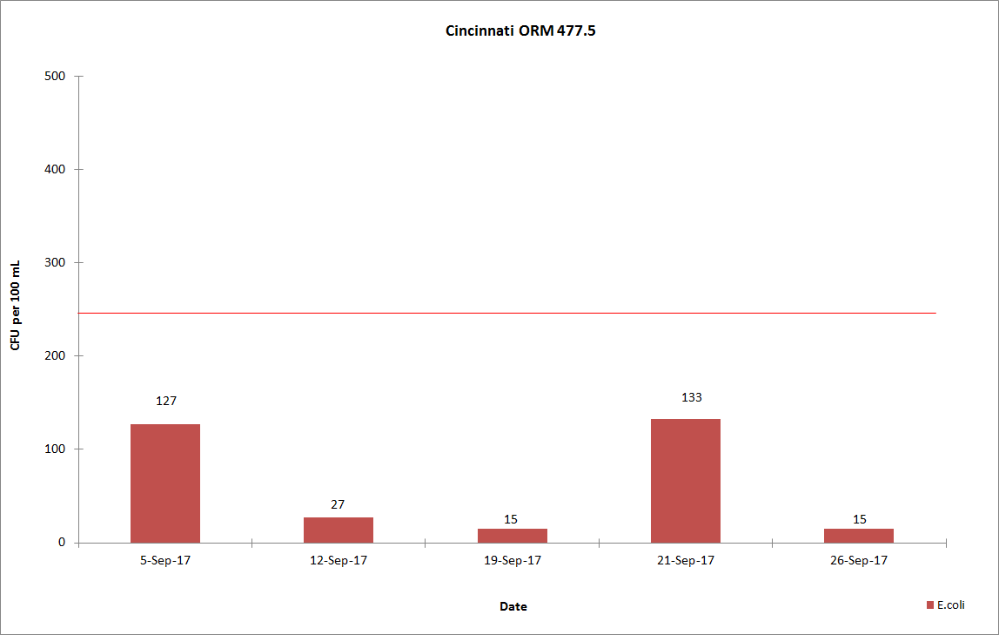 Cincinnati ORM 477.5
500
400
300
200
100
0
CFU per 100 mL
127
27
15
133
15
5-Sep-17
12-Sep-17
19-Sep-17
21-Sep-17
26-Sep-17
Date
E.coli